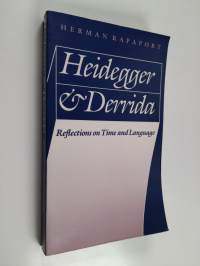 HERMAN RAPAPORT
Heidegger
& Derrida
Reflections on Time and Language